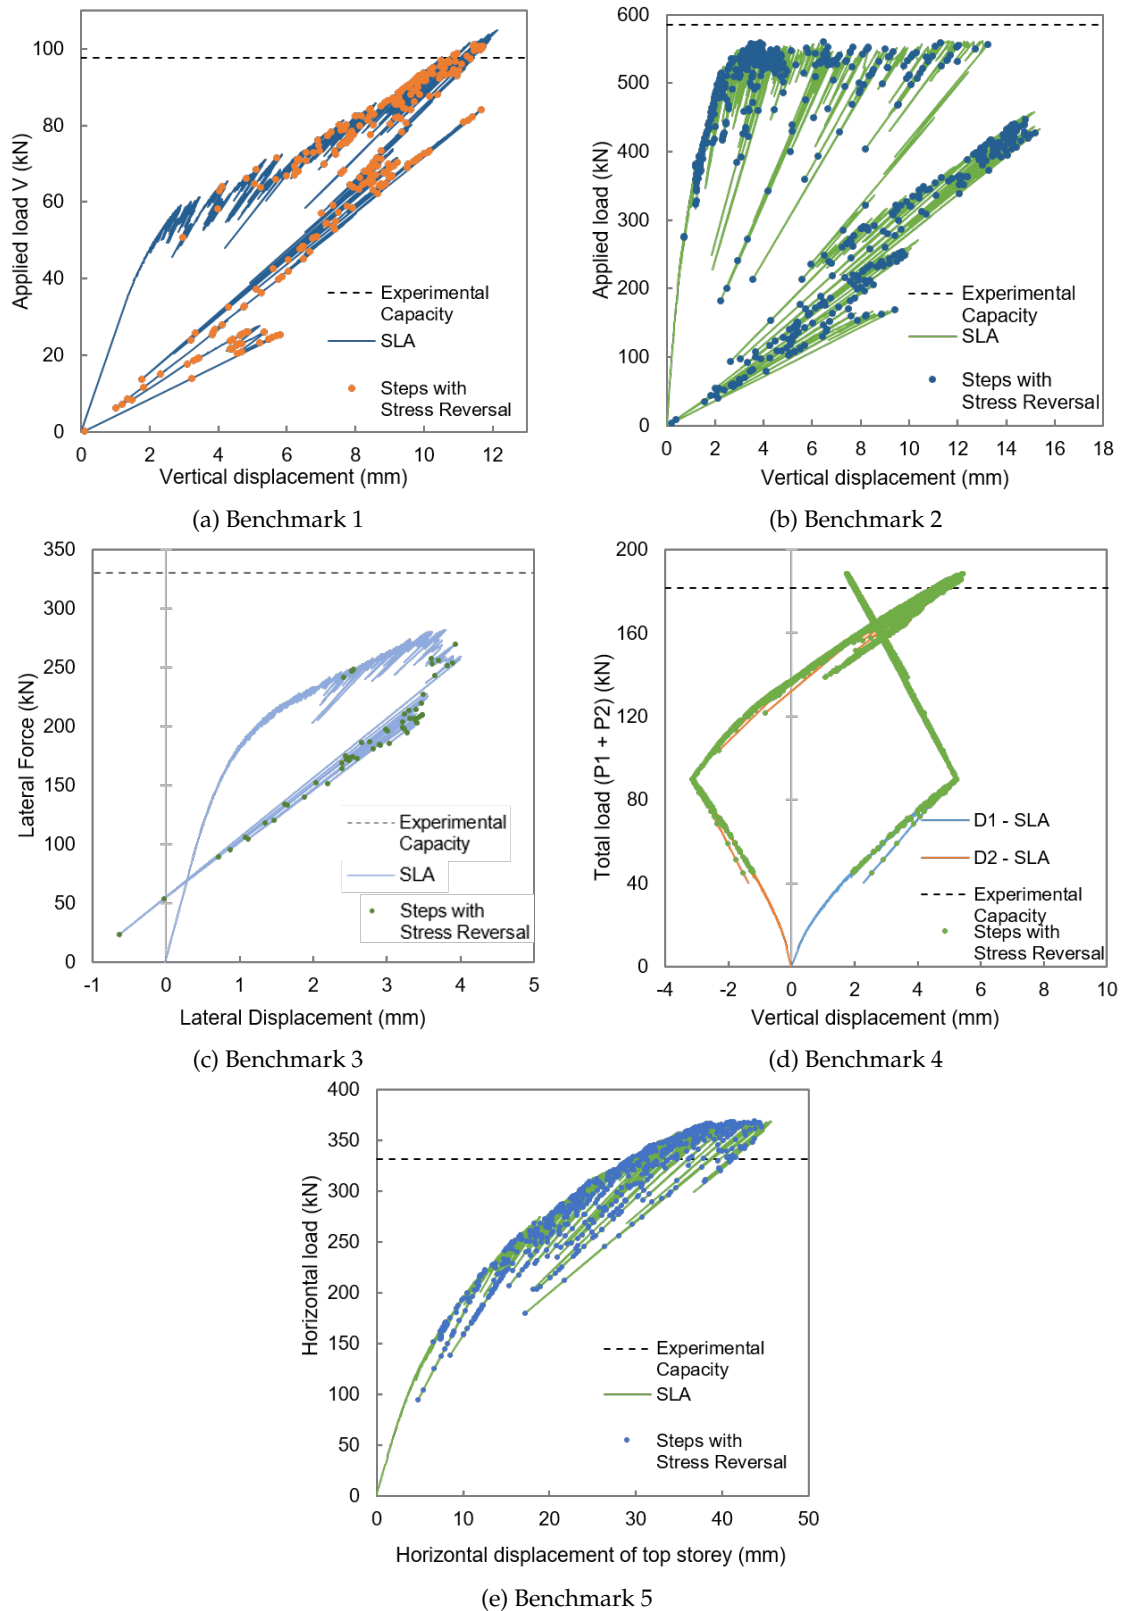 120
100
80
60
40
20
0
0 2 4 6 8 10 12
Applied load V (kN)
Vertical displacement (mm)
Experimental
Capacity
SLA
Steps with
Stress Reversal
(a) Benchmark 1
600
500
400
300
200
100
0
0 2 4 6 8 10 12 14 16 18
Applied load (kN)
Vertical displacement (mm)
Experimental
Capacity
SLA
Steps with
Stress Reversal
(b) Benchmark 2
350
300
250
200
150
100
50
0
-1 0 1 2 3 4 5
Lateral Force (kN)
Lateral Displacement (mm)
Experimental
Capacity
SLA
Steps with
Stress Reversal
(c) Benchmark 3
200
160
120
80
40
0
-4 -2 0 2 4 6 8 10
Total load (P1 + P2) (kN)
Vertical displacement (mm)
D1 - SLA
D2 - SLA
Experimental
Capacity
Steps with
Stress Reversal
(d) Benchmark 4
400
350
300
250
200
150
100
50
0
0 10 20 30 40 50
Horizontal load (kN)
Horizontal displacement of top storey (mm)
Experimental
Capacity
SLA
Steps with
Stress Reversal
(e) Benchmark 5